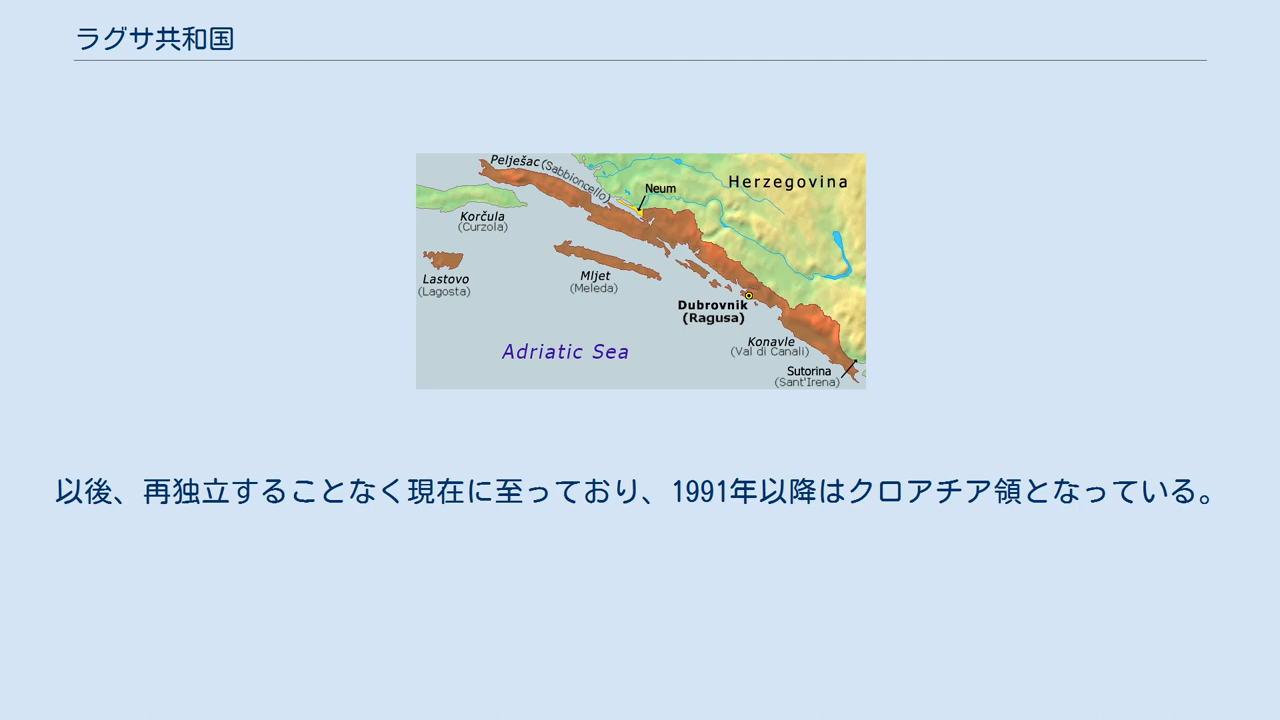 ラグサ共和国
Pelješac (Sabbioncello)
Neum
Herzegovina
Korčula
(Curzola)
Lastovo
(Lagosta)
Mljet
(Meleda)
Dubrovnik
(Ragusa)
Konavle
(Val di Canali)
Adriatic Sea
Sutorina
(Sant'Irena)
以後、再独立することなく現在に至っており、1991年以降はクロアチア領となっている。